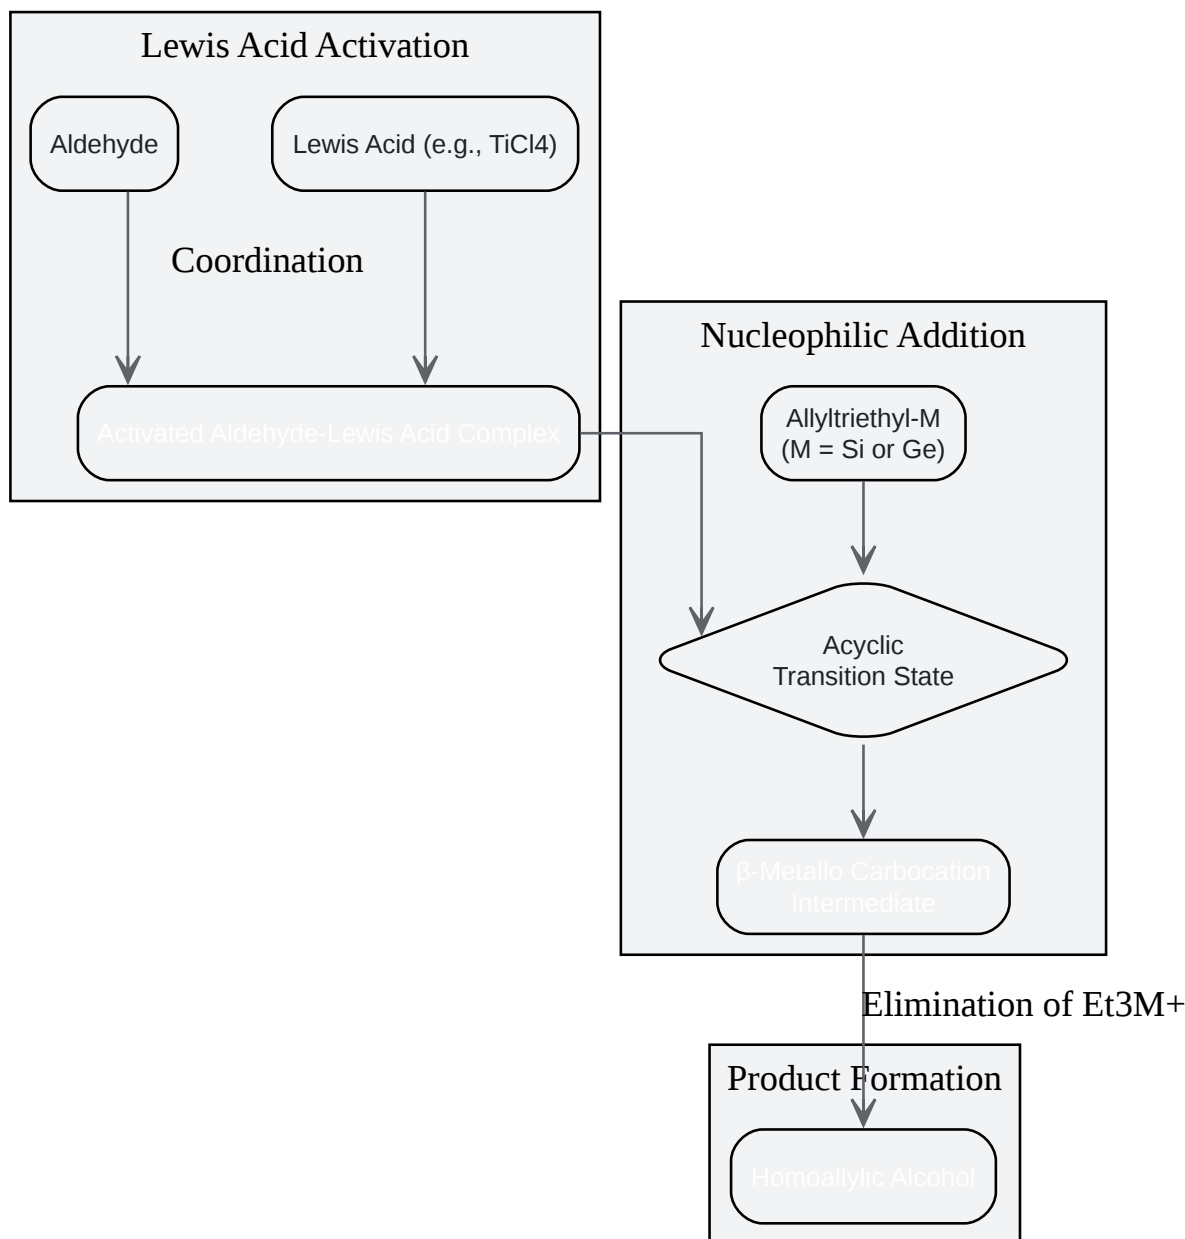 Lewis Acid Activation
Aldehyde
Lewis Acid (e.g., TiCl4)
Coordination
Activated Aldehyde-Lewis Acid Complex
Nucleophilic Addition
Allyltriethyl-M
(M = Si or Ge)
Acyclic
Transition State
β-Metallo Carbocation
Intermediate
Elimination of Et3M+
Product Formation
Homoallylic Alcohol